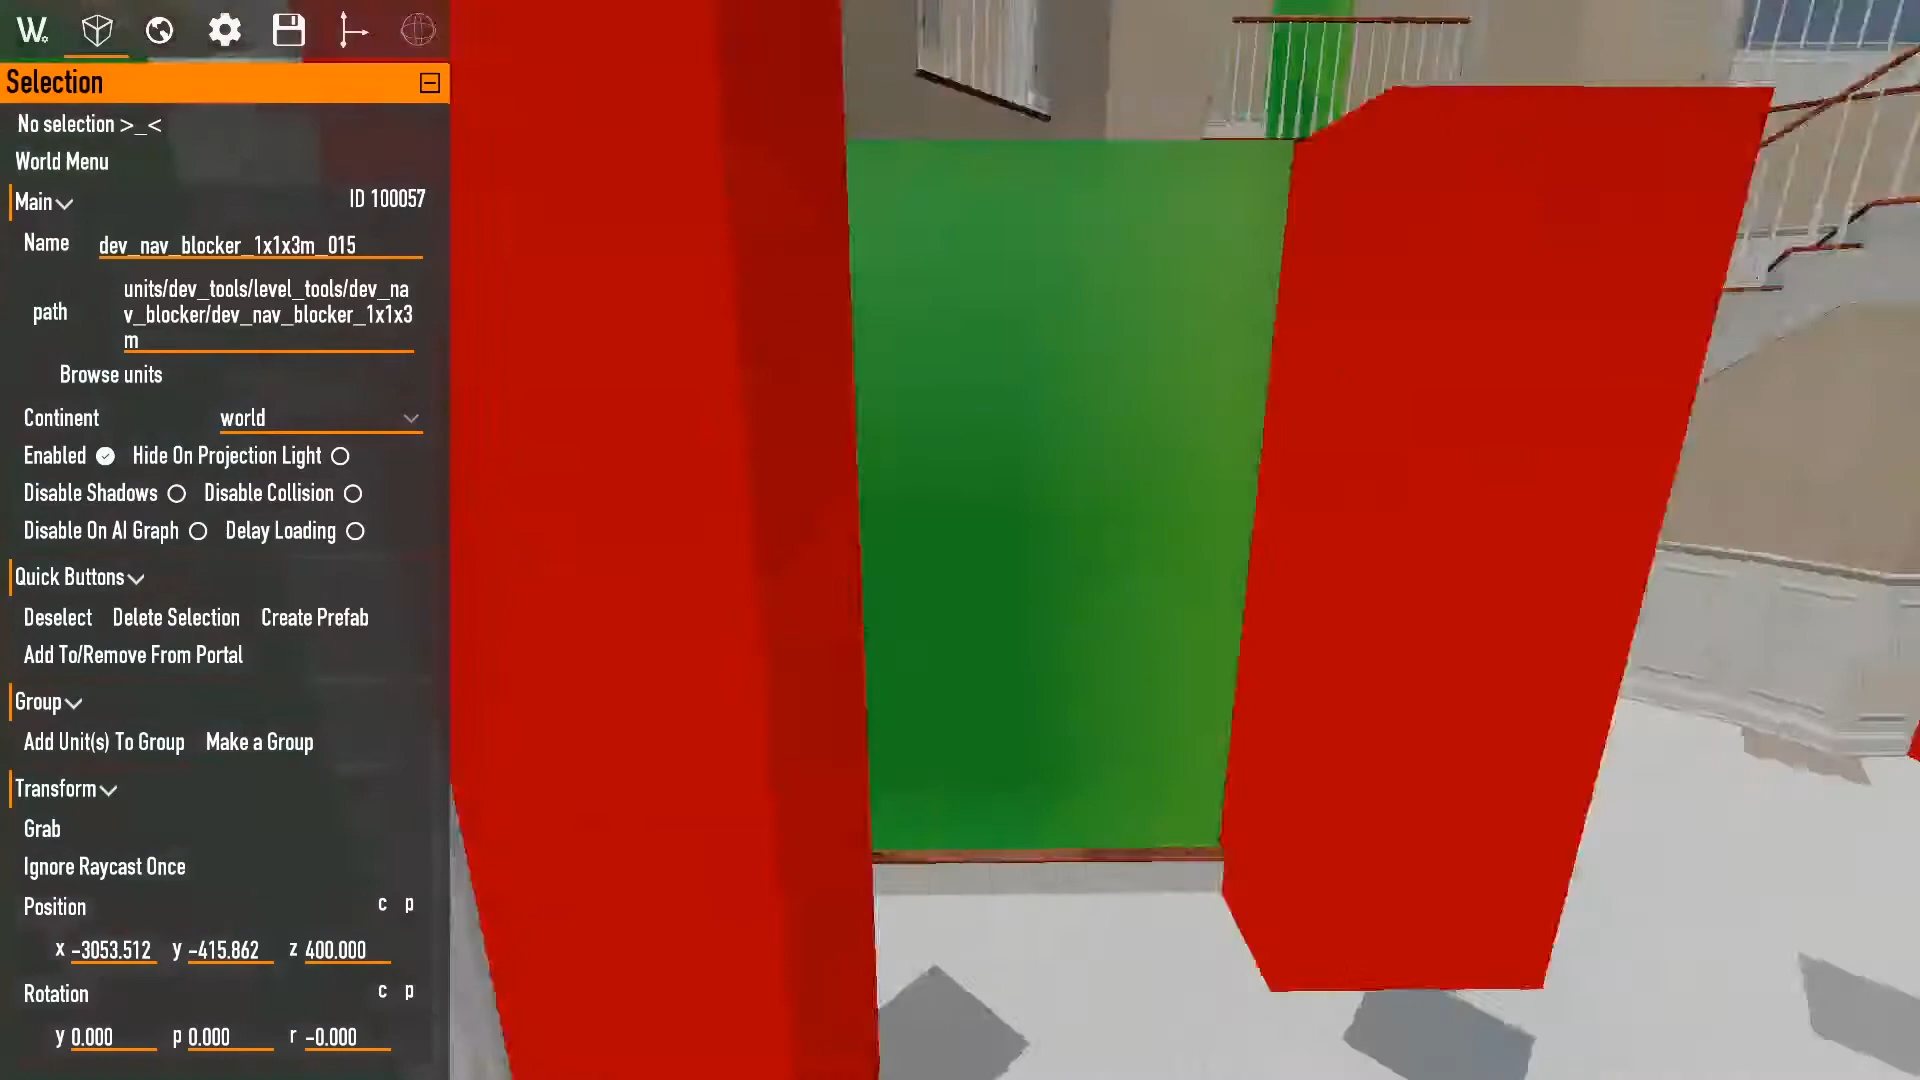 W.
Selection
No selection >_<
World Menu
Main
ID 100057
Name
dev_nav_blocker_1x1x3m_015
path
units/dev_tools/level_tools/dev_na
v_blocker/dev_nav_blocker_1x1x3
m
Browse units
Continent
world
Enabled Hide On Projection Light
Disable Shadows Disable Collision
Disable On AI Graph Delay Loading
Quick Buttons
Deselect Delete Selection Create Prefab
Add To/Remove From Portal
Group
Add Unit(s) To Group Make a Group
Transform
Grab
Ignore Raycast Once
Position c p
x -3053.512 y -415.862 z 400.000
Rotation c p
y 0.000 p 0.000 r -0.000